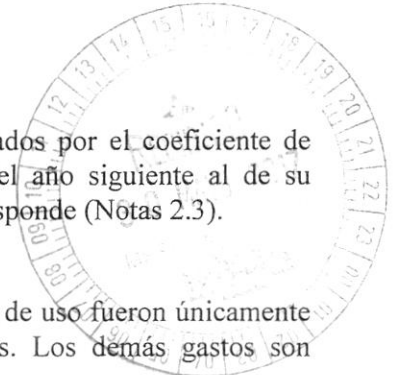 ados por el coeficiente de
el año siguiente al de su
sponde (Notas 2.3).
de uso fueron únicamente
s. Los demás gastos son